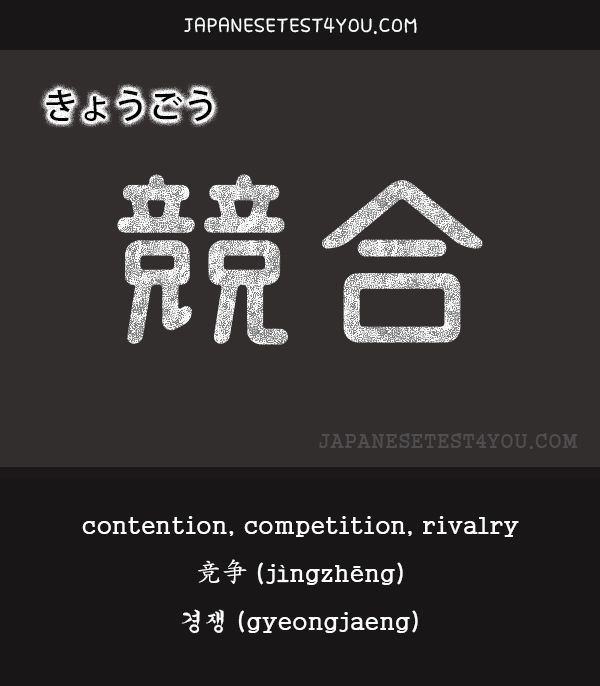 JAPANESETEST4YOU.COM
きょうごう
競合
JAPANESETEST4YOU.COM
contention, competition, rivalry
竞争 (jìngzhēng)
경쟁 (gyeongjaeng)